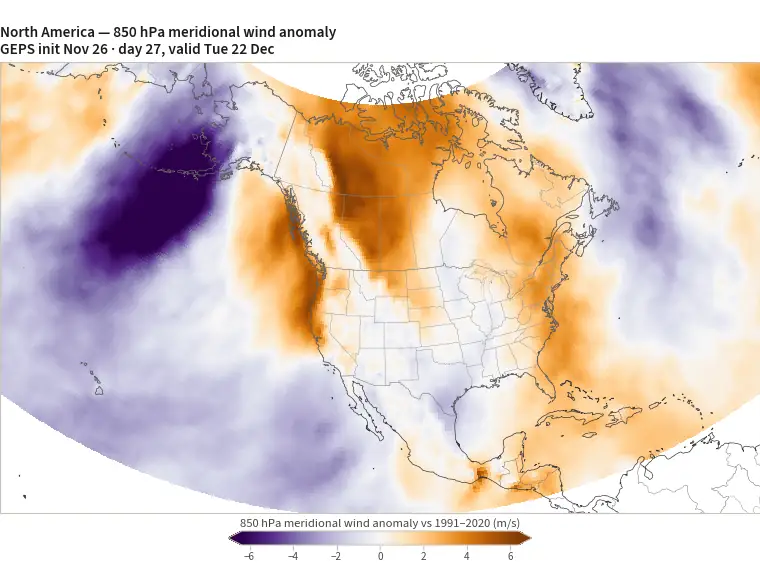 North America — 850 hPa meridional wind anomaly
GEPS init Nov 26 · day 27, valid Tue 22 Dec
850 hPa meridional wind anomaly vs 1991–2020 (m/s)
−6 −4 −2 0 2 4 6